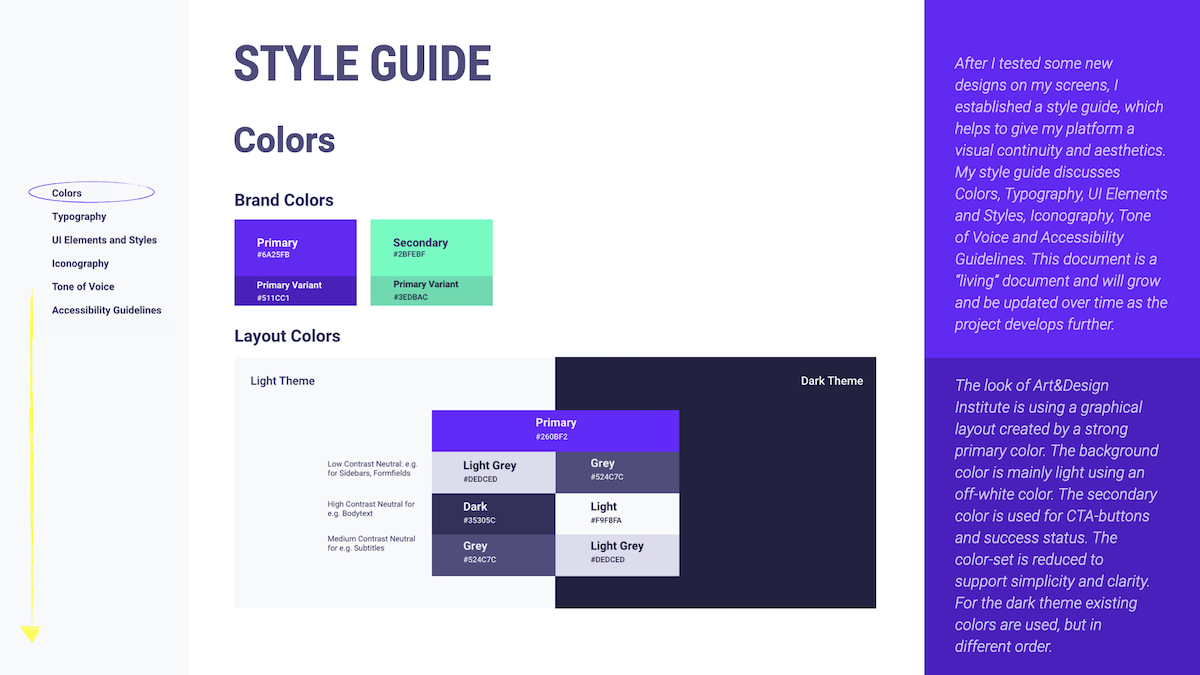 STYLE GUIDE
Colors
Colors
Typography
UI Elements and Styles
Iconography
Tone of Voice
Accessibility Guidelines
Brand Colors
Primary
#6A25FB
Primary Variant
#511CC1
Secondary
#2BFEBF
Primary Variant
#3EDBAC
Layout Colors
Light Theme
Dark Theme
Primary
#260BF2
Low Contrast Neutral: e.g.
for Sidebars, Formfields
Light Grey
#DEDCED
Grey
#524C7C
High Contrast Neutral for
e.g. Bodytext
Dark
#35305C
Light
#F9F8FA
Medium Contrast Neutral
for e.g. Subtitles
Grey
#524C7C
Light Grey
#DEDCED
After I tested some new
designs on my screens, I
established a style guide, which
helps to give my platform a
visual continuity and aesthetics.
My style guide discusses
Colors, Typography, UI Elements
and Styles, Iconography, Tone
of Voice and Accessibility
Guidelines. This document is a
“living” document and will grow
and be updated over time as the
project develops further.
The look of Art&Design
Institute is using a graphical
layout created by a strong
primary color. The background
color is mainly light using an
off-white color. The secondary
color is used for CTA-buttons
and success status. The
color-set is reduced to
support simplicity and clarity.
For the dark theme existing
colors are used, but in
different order.